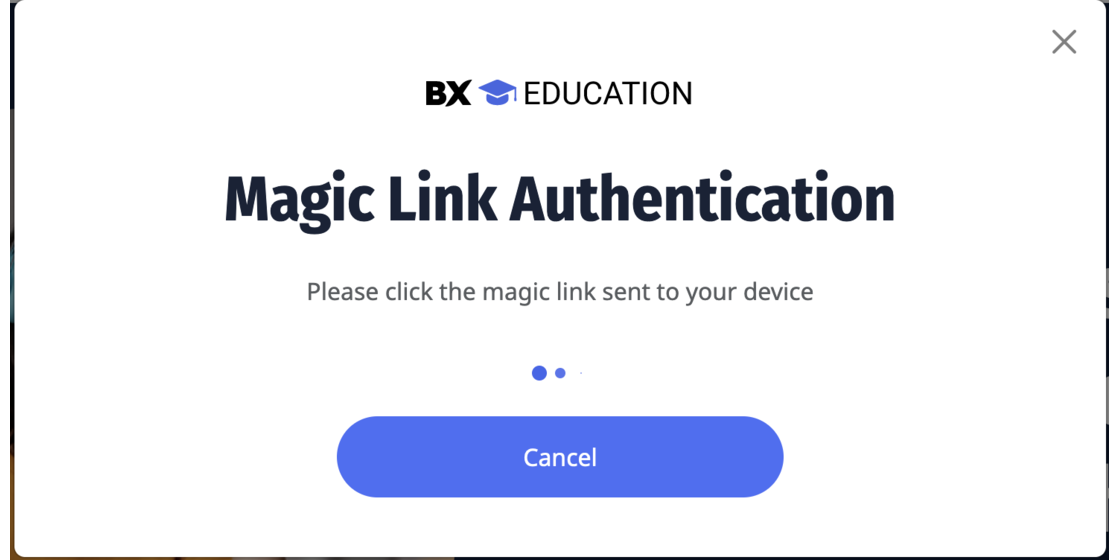 BX EDUCATION
Magic Link Authentication
Please click the magic link sent to your device
Cancel